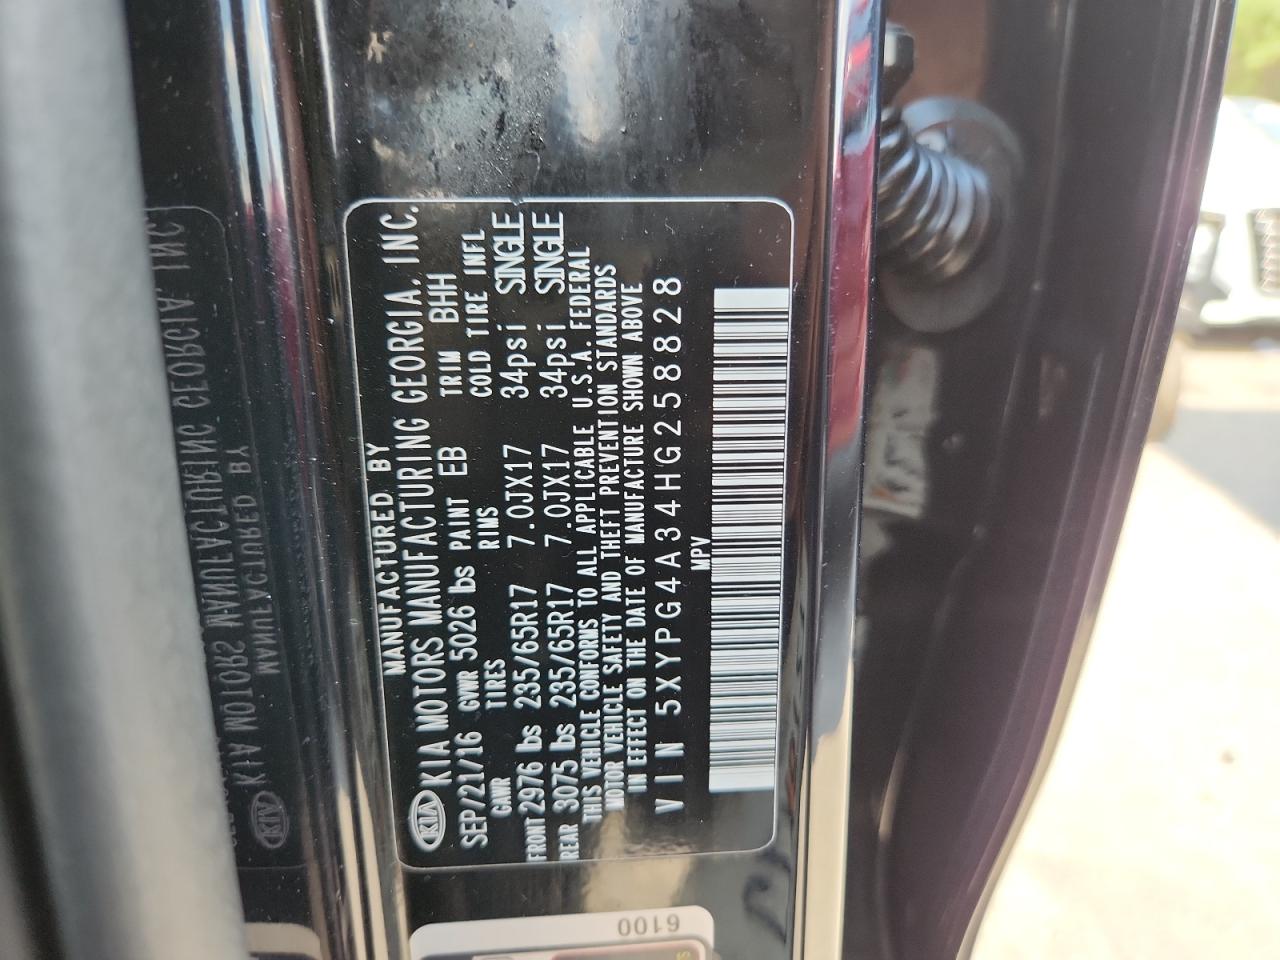 MANUFACTURED BY
KIA KIA MOTORS MANUFACTURING GEORGIA, INC.
SEP/21/16 GVWR 5026 lbs PAINT EB TRIM BHH
GAWR TIRES RIMS COLD TIRE INFL
FRONT 2976 lbs 235/65R17 7.0JX17 34psi SINGLE
REAR 3075 lbs 235/65R17 7.0JX17 34psi SINGLE
THIS VEHICLE CONFORMS TO ALL APPLICABLE U.S.A. FEDERAL
MOTOR VEHICLE SAFETY AND THEFT PREVENTION STANDARDS
IN EFFECT ON THE DATE OF MANUFACTURE SHOWN ABOVE
VIN 5XYPG4A34HG258828
MPV
6100